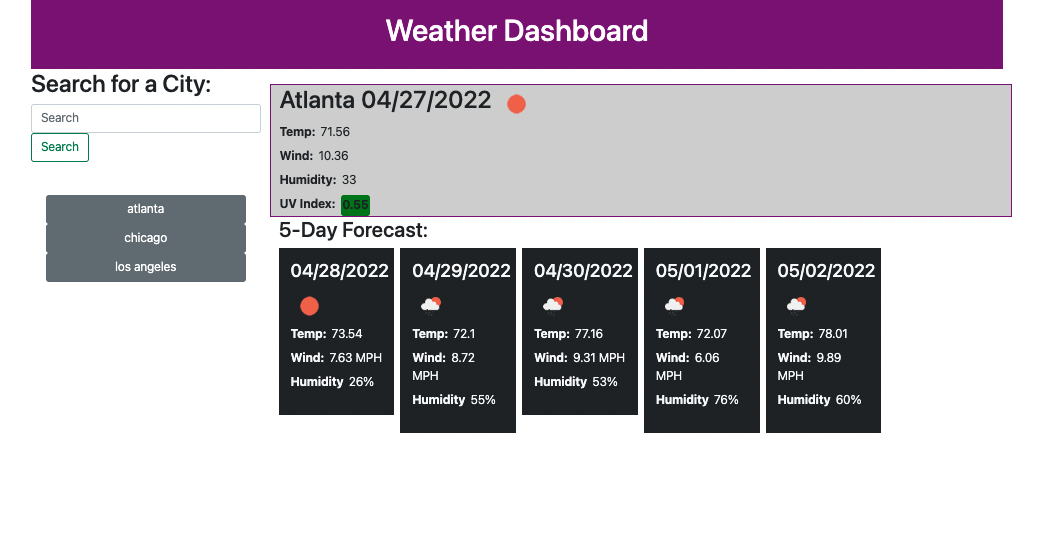 Weather Dashboard
Search for a City:
Search
Search
atlanta
chicago
los angeles
Atlanta 04/27/2022
Temp: 71.56
Wind: 10.36
Humidity: 33
UV Index: 0.55
5-Day Forecast:
04/28/2022
Temp: 73.54
Wind: 7.63 MPH
Humidity 26%
04/29/2022
Temp: 72.1
Wind: 8.72
MPH
Humidity 55%
04/30/2022
Temp: 77.16
Wind: 9.31 MPH
Humidity 53%
05/01/2022
Temp: 72.07
Wind: 6.06
MPH
Humidity 76%
05/02/2022
Temp: 78.01
Wind: 9.89
MPH
Humidity 60%